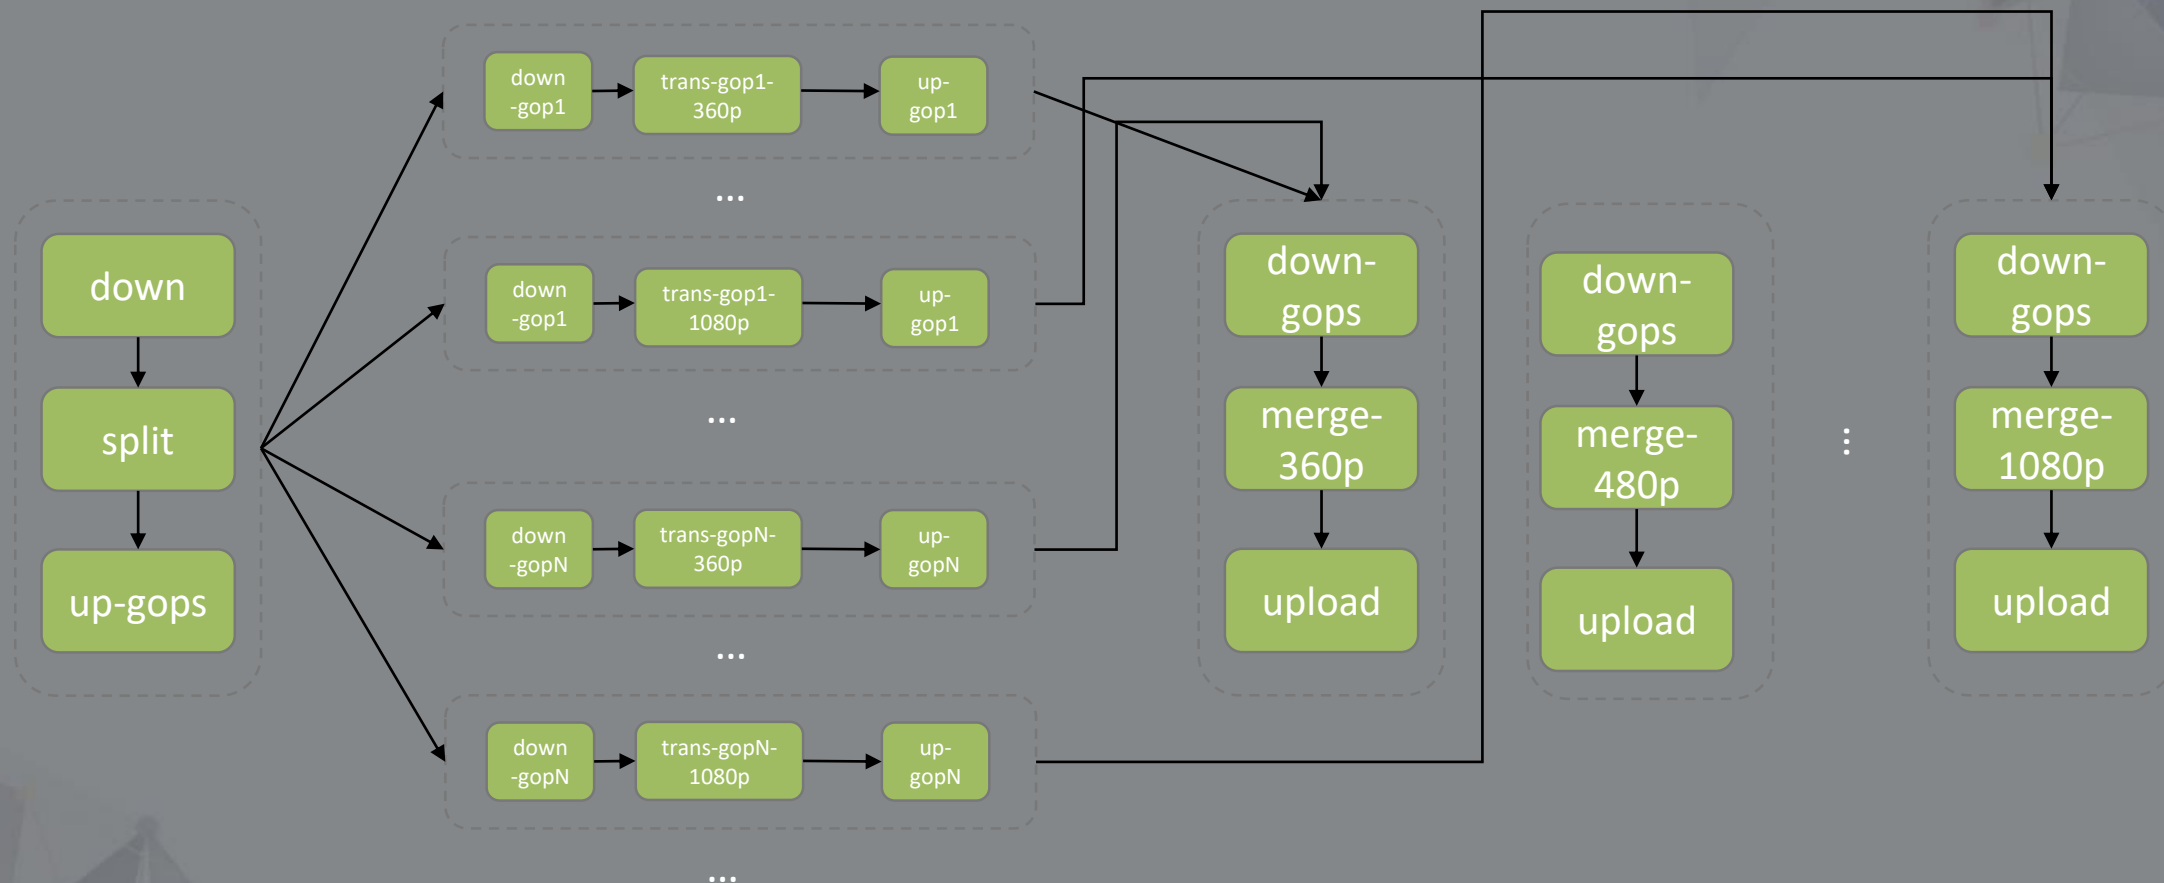 down
split
up-gops
down
-gop1
trans-gop1-
360p
up-
gop1
...
down
-gop1
trans-gop1-
1080p
up-
gop1
...
down
-gopN
trans-gopN-
360p
up-
gopN
...
down
-gopN
trans-gopN-
1080p
up-
gopN
...
down-
gops
merge-
360p
upload
down-
gops
merge-
480p
upload
...
down-
gops
merge-
1080p
upload